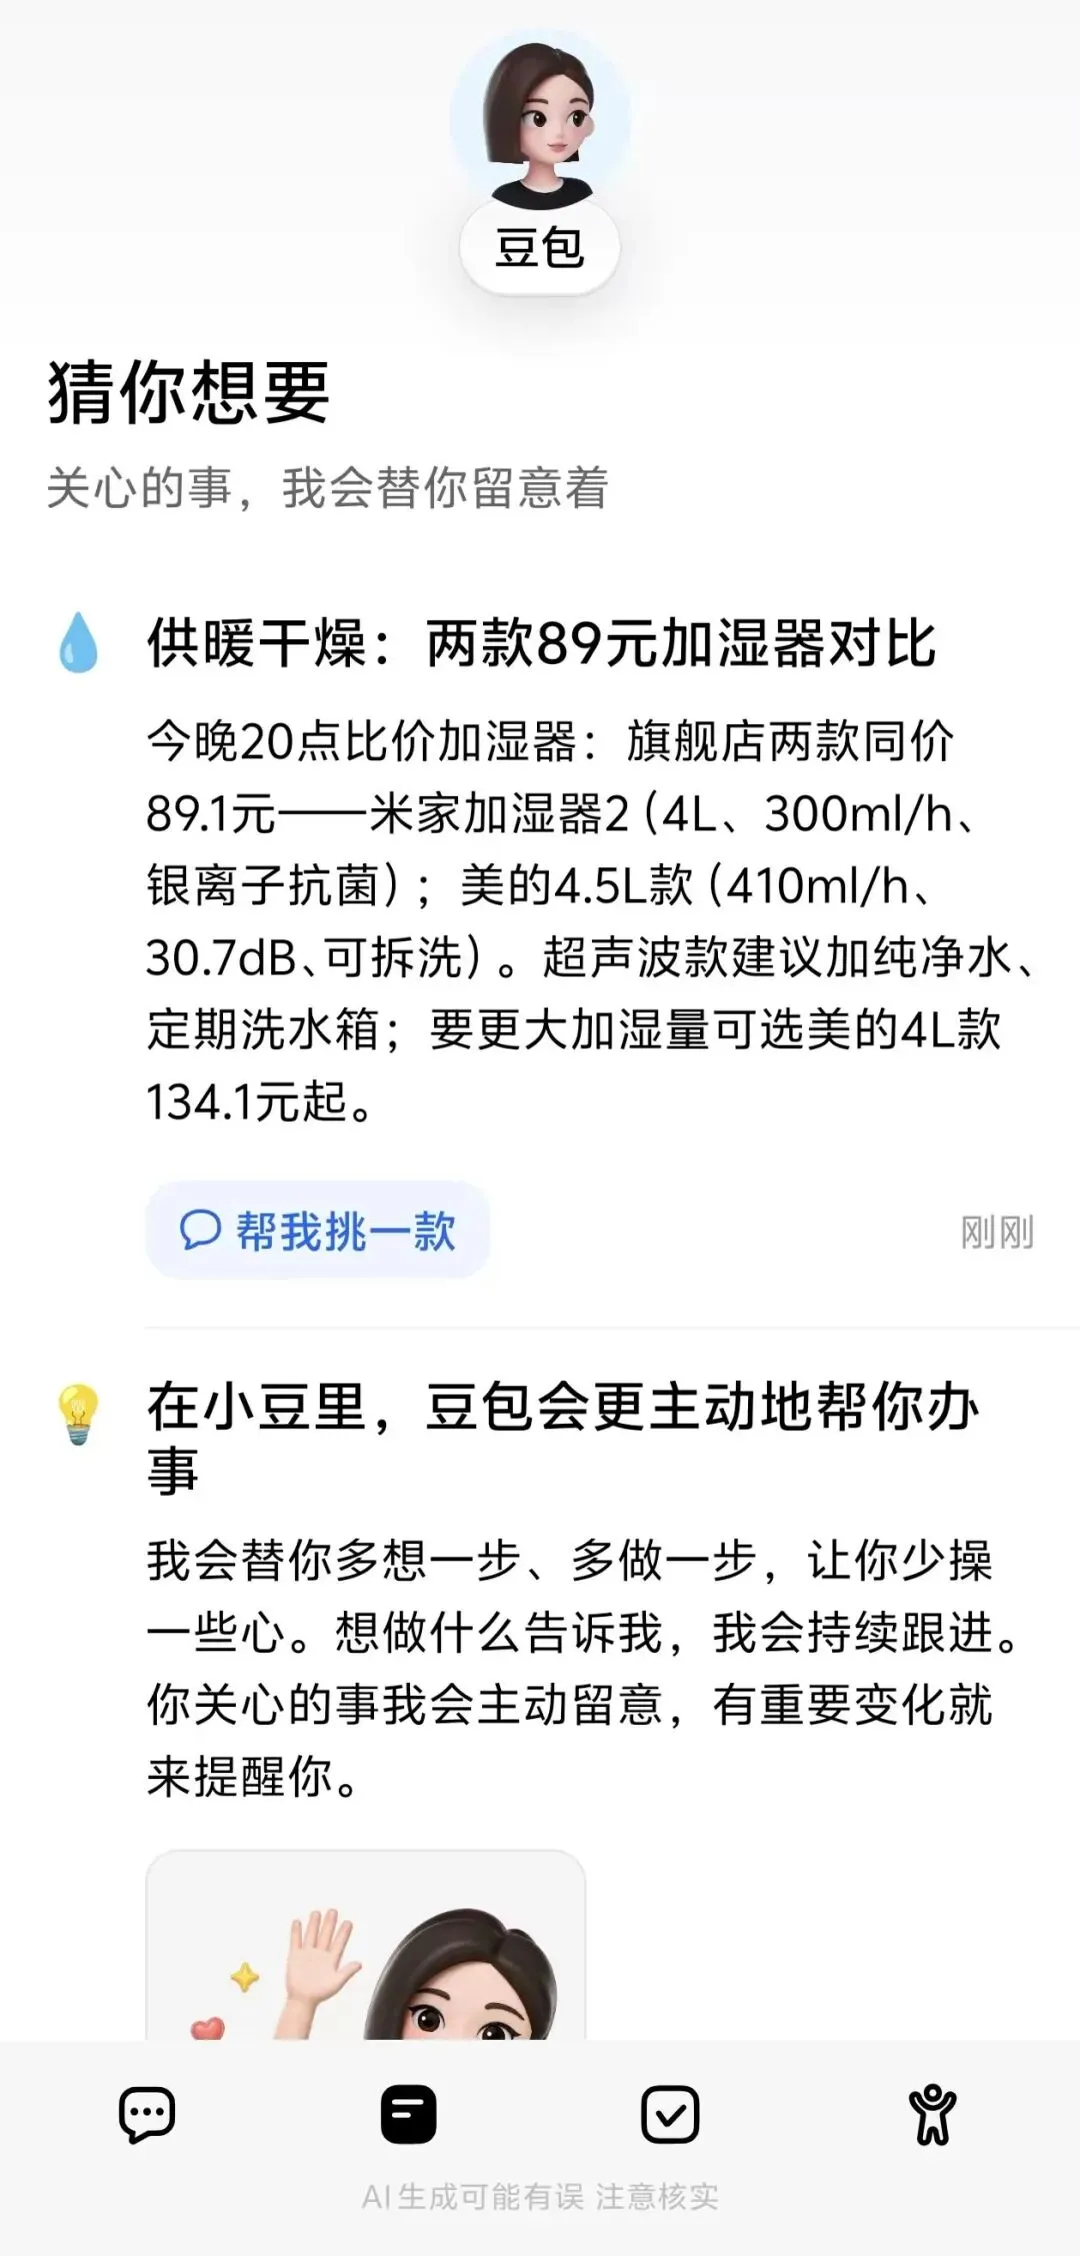 豆包
猜你想要
关心的事，我会替你留意着
供暖干燥：两款89元加湿器对比
今晚20点比价加湿器：旗舰店两款同价
89.1元——米家加湿器2（4L、300ml/h、
银离子抗菌）；美的4.5L款（410ml/h、
30.7dB、可拆洗）。超声波款建议加纯净水、
定期洗水箱；要更大加湿量可选美的4L款
134.1元起。
帮我挑一款
刚刚
在小豆里，豆包会更主动地帮你办
事
我会替你多想一步、多做一步，让你少操
一些心。想做什么告诉我，我会持续跟进。
你关心的事我会主动留意，有重要变化就
来提醒你。
AI生成可能有误 注意核实